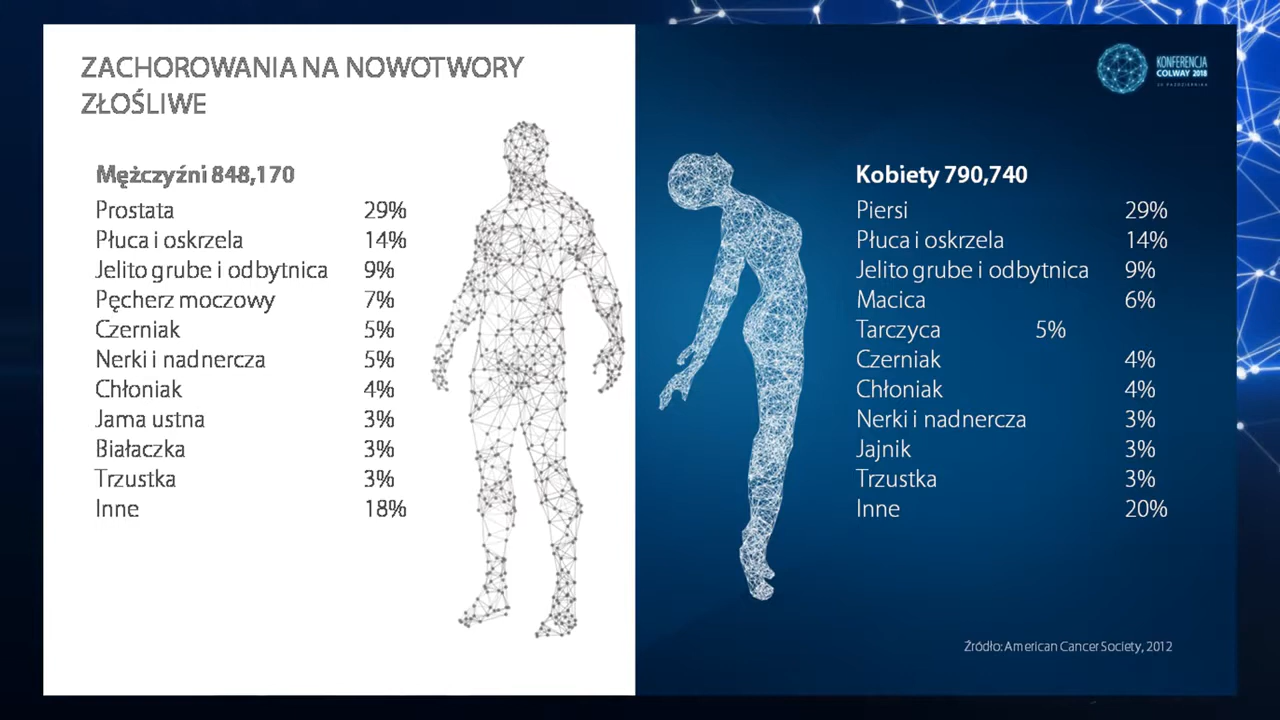 ZACHOROWANIA NA NOWOTWORY
ZŁOŚLIWE
Mężczyźni 848,170
Prostata 29%
Płuca i oskrzela 14%
Jelito grube i odbytnica 9%
Pęcherz moczowy 7%
Czerniak 5%
Nerki i nadnercza 5%
Chłoniak 4%
Jama ustna 3%
Białaczka 3%
Trzustka 3%
Inne 18%
KONFERENCJA
COLWAY 2018
20 PAŹDZIERNIKA
Kobiety 790,740
Piersi 29%
Płuca i oskrzela 14%
Jelito grube i odbytnica 9%
Macica 6%
Tarczyca 5%
Czerniak 4%
Chłoniak 4%
Nerki i nadnercza 3%
Jajnik 3%
Trzustka 3%
Inne 20%
Źródło: American Cancer Society, 2012